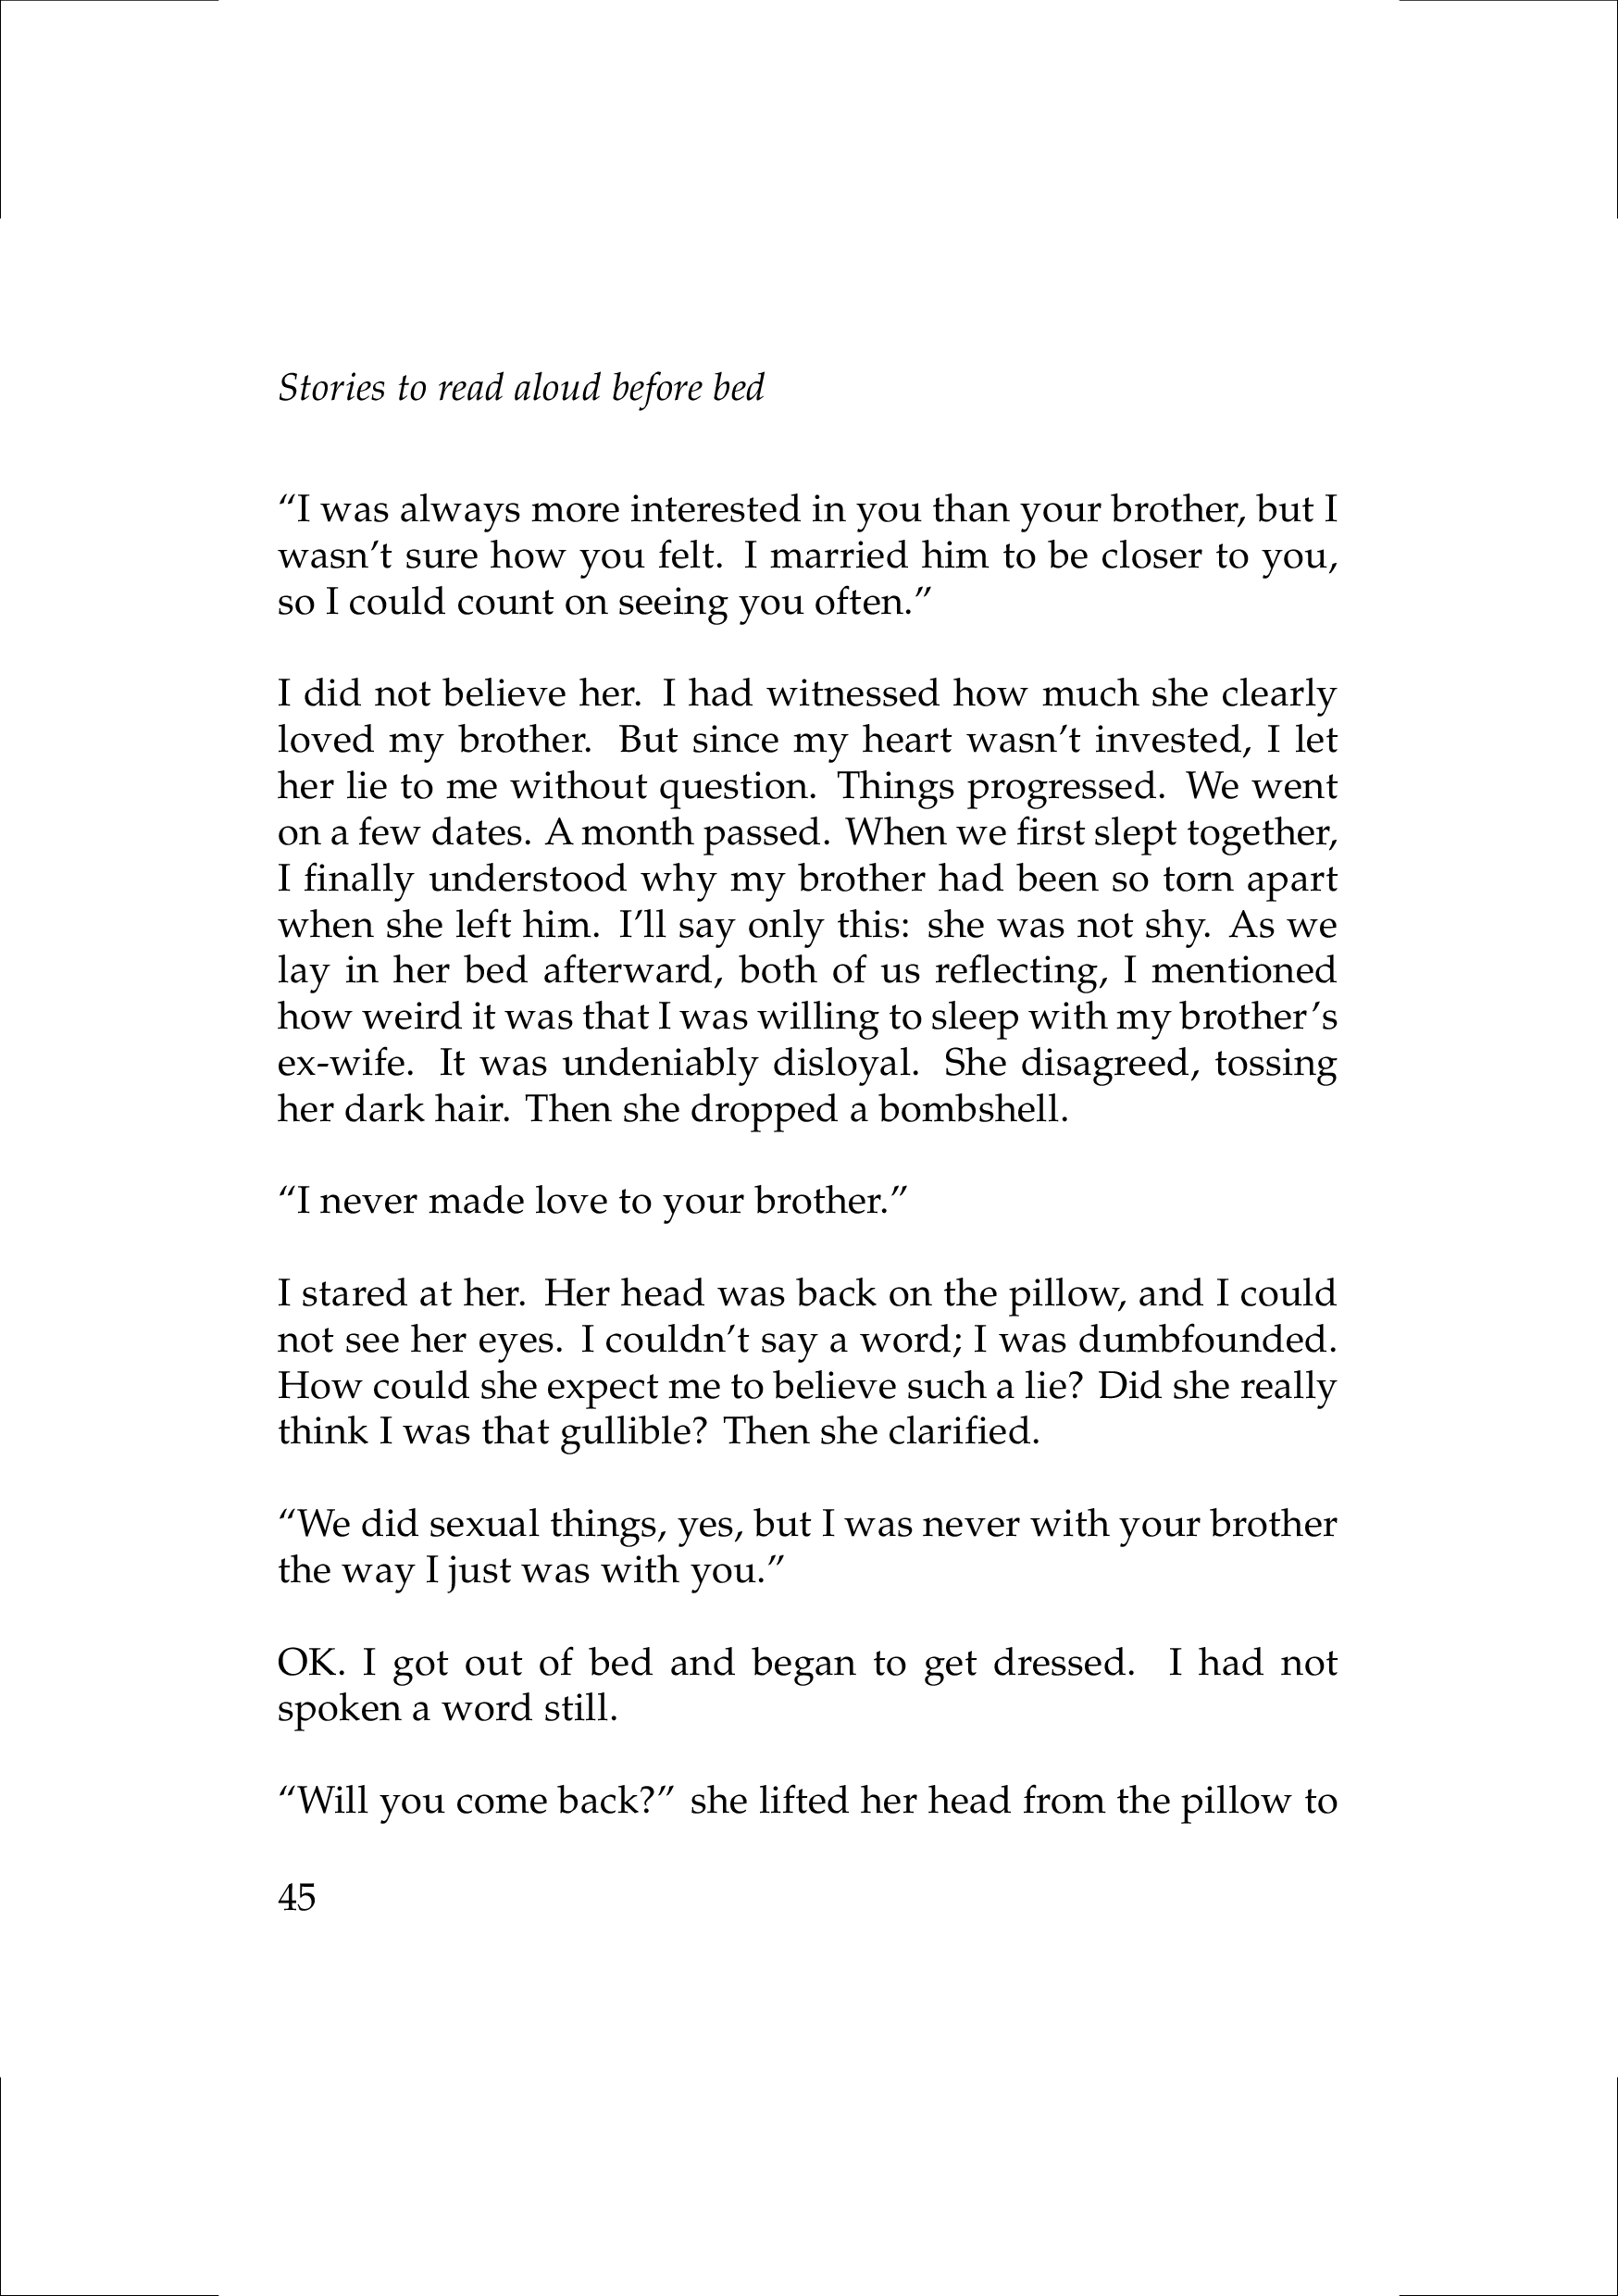 Stories to read aloud before bed
“I was always more interested in you than your brother, but I
wasn’t sure how you felt. I married him to be closer to you,
so I could count on seeing you often.”
I did not believe her. I had witnessed how much she clearly
loved my brother. But since my heart wasn’t invested, I let
her lie to me without question. Things progressed. We went
on a few dates. A month passed. When we first slept together,
I finally understood why my brother had been so torn apart
when she left him. I’ll say only this: she was not shy. As we
lay in her bed afterward, both of us reflecting, I mentioned
how weird it was that I was willing to sleep with my brother’s
ex-wife. It was undeniably disloyal. She disagreed, tossing
her dark hair. Then she dropped a bombshell.
“I never made love to your brother.”
I stared at her. Her head was back on the pillow, and I could
not see her eyes. I couldn’t say a word; I was dumbfounded.
How could she expect me to believe such a lie? Did she really
think I was that gullible? Then she clarified.
“We did sexual things, yes, but I was never with your brother
the way I just was with you.”
OK. I got out of bed and began to get dressed. I had not
spoken a word still.
“Will you come back?” she lifted her head from the pillow to
45